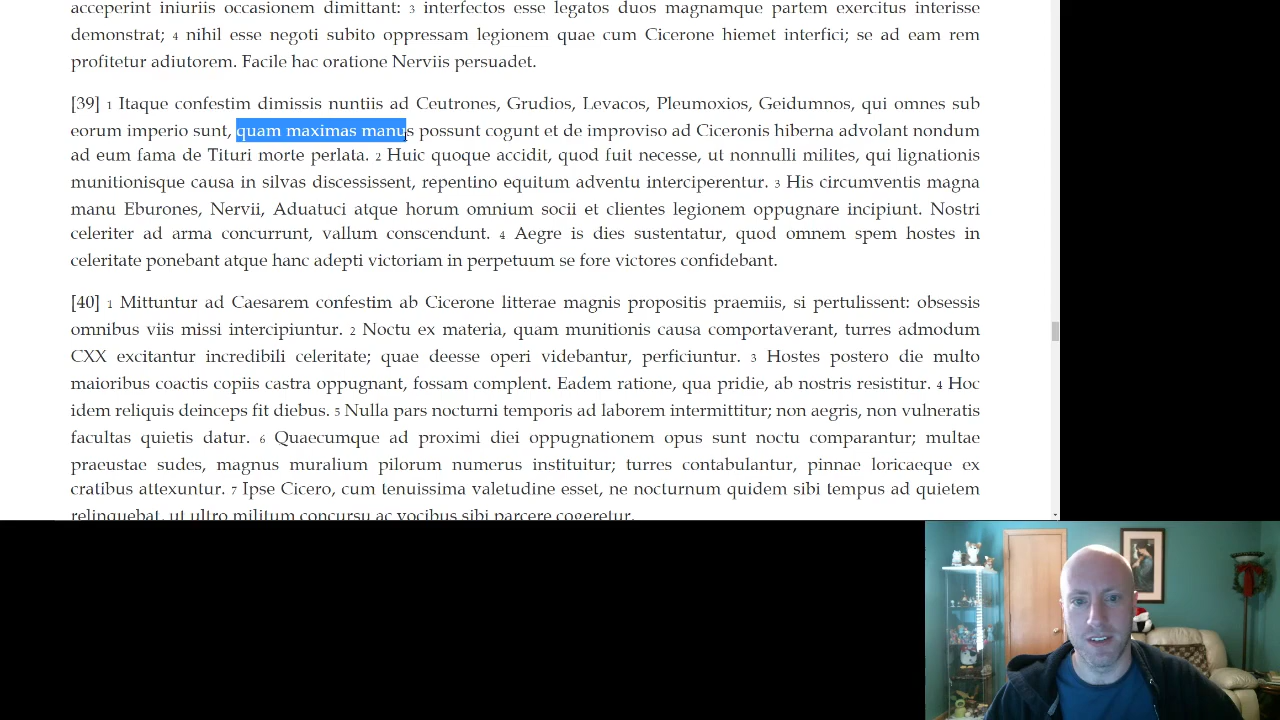 acceperint iniuriis occasionem dimittant: 3 interfectos esse legatos duos magnamque partem exercitus interisse
demonstrat; 4 nihil esse negoti subito oppressam legionem quae cum Cicerone hiemet interfici; se ad eam rem
profitetur adiutorem. Facile hac oratione Nerviis persuadet.
[39] 1 Itaque confestim dimissis nuntiis ad Ceutrones, Grudios, Levacos, Pleumoxios, Geidumnos, qui omnes sub
eorum imperio sunt, quam maximas manus possunt cogunt et de improviso ad Ciceronis hiberna advolant nondum
ad eum fama de Tituri morte perlata. 2 Huic quoque accidit, quod fuit necesse, ut nonnulli milites, qui lignationis
munitionisque causa in silvas discessissent, repentino equitum adventu interciperentur. 3 His circumventis magna
manu Eburones, Nervii, Aduatuci atque horum omnium socii et clientes legionem oppugnare incipiunt. Nostri
celeriter ad arma concurrunt, vallum conscendunt. 4 Aegre is dies sustentatur, quod omnem spem hostes in
celeritate ponebant atque hanc adepti victoriam in perpetuum se fore victores confidebant.
[40] 1 Mittuntur ad Caesarem confestim ab Cicerone litterae magnis propositis praemiis, si pertulissent: obsessis
omnibus viis missi intercipiuntur. 2 Noctu ex materia, quam munitionis causa comportaverant, turres admodum
CXX excitantur incredibili celeritate; quae deesse operi videbantur, perficiuntur. 3 Hostes postero die multo
maioribus coactis copiis castra oppugnant, fossam complent. Eadem ratione, qua pridie, ab nostris resistitur. 4 Hoc
idem reliquis deinceps fit diebus. 5 Nulla pars nocturni temporis ad laborem intermittitur; non aegris, non vulneratis
facultas quietis datur. 6 Quaecumque ad proximi diei oppugnationem opus sunt noctu comparantur; multae
praeustae sudes, magnus muralium pilorum numerus instituitur; turres contabulantur, pinnae loricaeque ex
cratibus attexuntur. 7 Ipse Cicero, cum tenuissima valetudine esset, ne nocturnum quidem sibi tempus ad quietem
relinquebat, ut ultro militum concursu ac vocibus sibi parcere cogeretur.